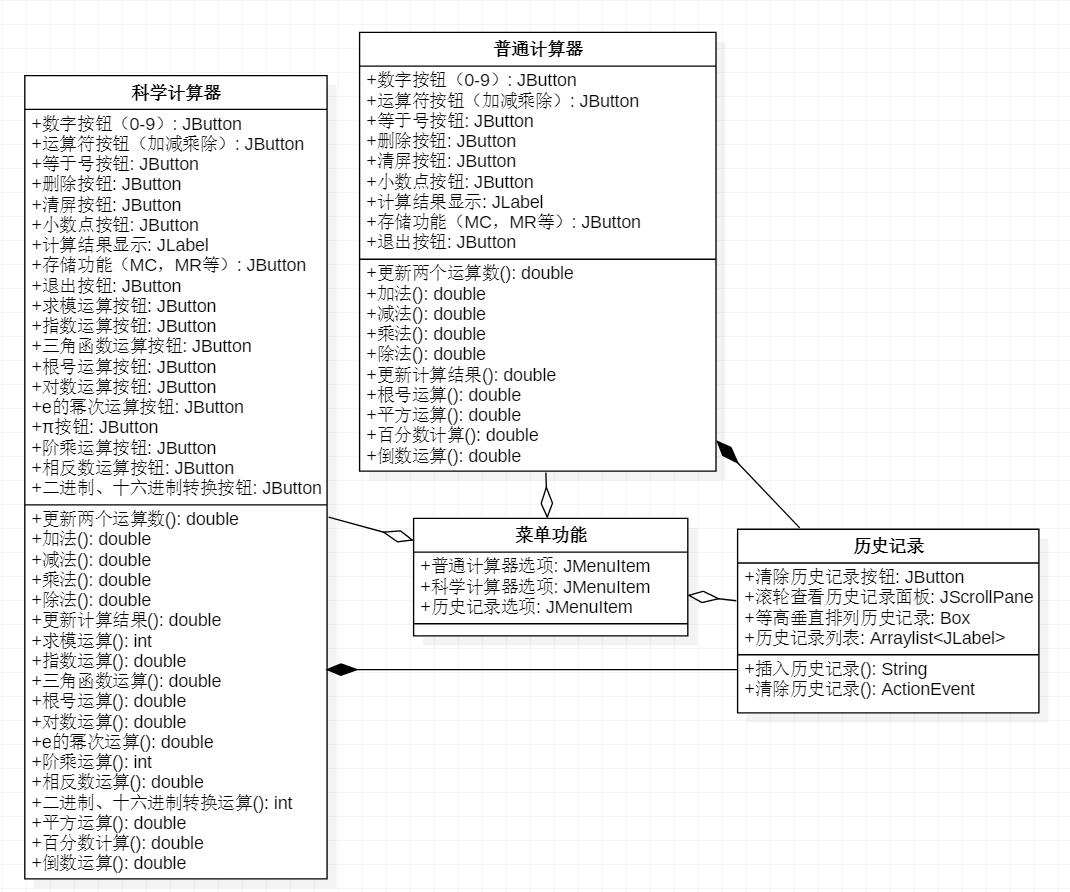 科学计算器
+数字按钮（0-9）: JButton
+运算符按钮（加减乘除）: JButton
+等于号按钮: JButton
+删除按钮: JButton
+清屏按钮: JButton
+小数点按钮: JButton
+计算结果显示: JLabel
+存储功能（MC，MR等）: JButton
+退出按钮: JButton
+求模运算按钮: JButton
+指数运算按钮: JButton
+三角函数运算按钮: JButton
+根号运算按钮: JButton
+对数运算按钮: JButton
+e的幂次运算按钮: JButton
+π按钮: JButton
+阶乘运算按钮: JButton
+相反数运算按钮: JButton
+二进制、十六进制转换按钮: JButton
+更新两个运算数(): double
+加法(): double
+减法(): double
+乘法(): double
+除法(): double
+更新计算结果(): double
+求模运算(): int
+指数运算(): double
+三角函数运算(): double
+根号运算(): double
+对数运算(): double
+e的幂次运算(): double
+阶乘运算(): int
+相反数运算(): double
+二进制、十六进制转换运算(): int
+平方运算(): double
+百分数计算(): double
+倒数运算(): double
普通计算器
+数字按钮（0-9）: JButton
+运算符按钮（加减乘除）: JButton
+等于号按钮: JButton
+删除按钮: JButton
+清屏按钮: JButton
+小数点按钮: JButton
+计算结果显示: JLabel
+存储功能（MC，MR等）: JButton
+退出按钮: JButton
+更新两个运算数(): double
+加法(): double
+减法(): double
+乘法(): double
+除法(): double
+更新计算结果(): double
+根号运算(): double
+平方运算(): double
+百分数计算(): double
+倒数运算(): double
菜单功能
+普通计算器选项: JMenuItem
+科学计算器选项: JMenuItem
+历史记录选项: JMenuItem
历史记录
+清除历史记录按钮: JButton
+滚轮查看历史记录面板: JScrollPane
+等高垂直排列历史记录: Box
+历史记录列表: Arraylist<JLabel>
+插入历史记录(): String
+清除历史记录(): ActionEvent